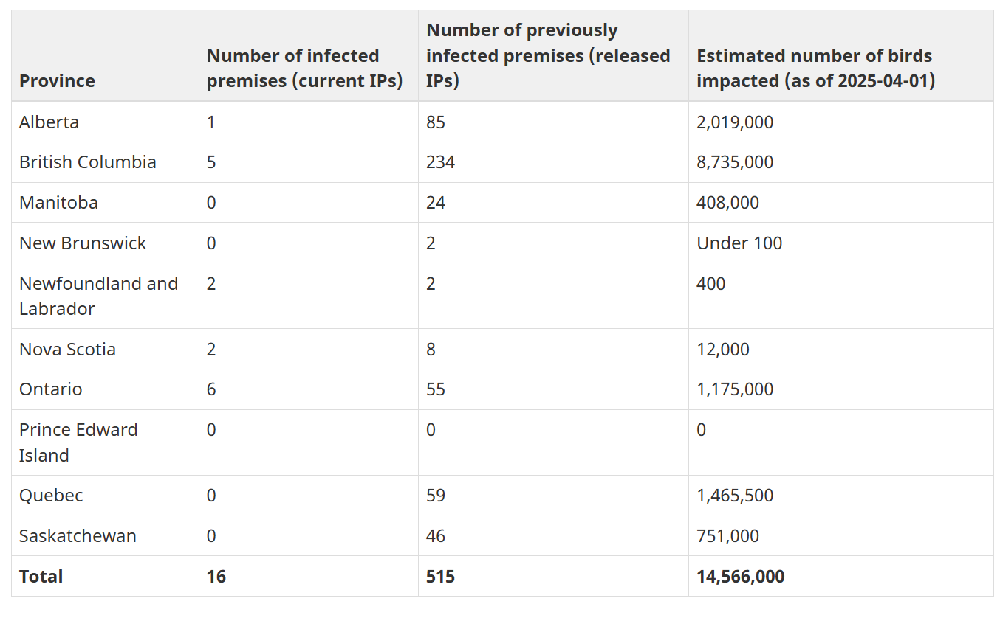 Province
Number of infected
premises (current IPs)
Number of previously
infected premises (released
IPs)
Estimated number of birds
impacted (as of 2025-04-01)
Alberta 1 85 2,019,000
British Columbia 5 234 8,735,000
Manitoba 0 24 408,000
New Brunswick 0 2 Under 100
Newfoundland and
Labrador
2 2 400
Nova Scotia 2 8 12,000
Ontario 6 55 1,175,000
Prince Edward
Island
0 0 0
Quebec 0 59 1,465,500
Saskatchewan 0 46 751,000
Total 16 515 14,566,000